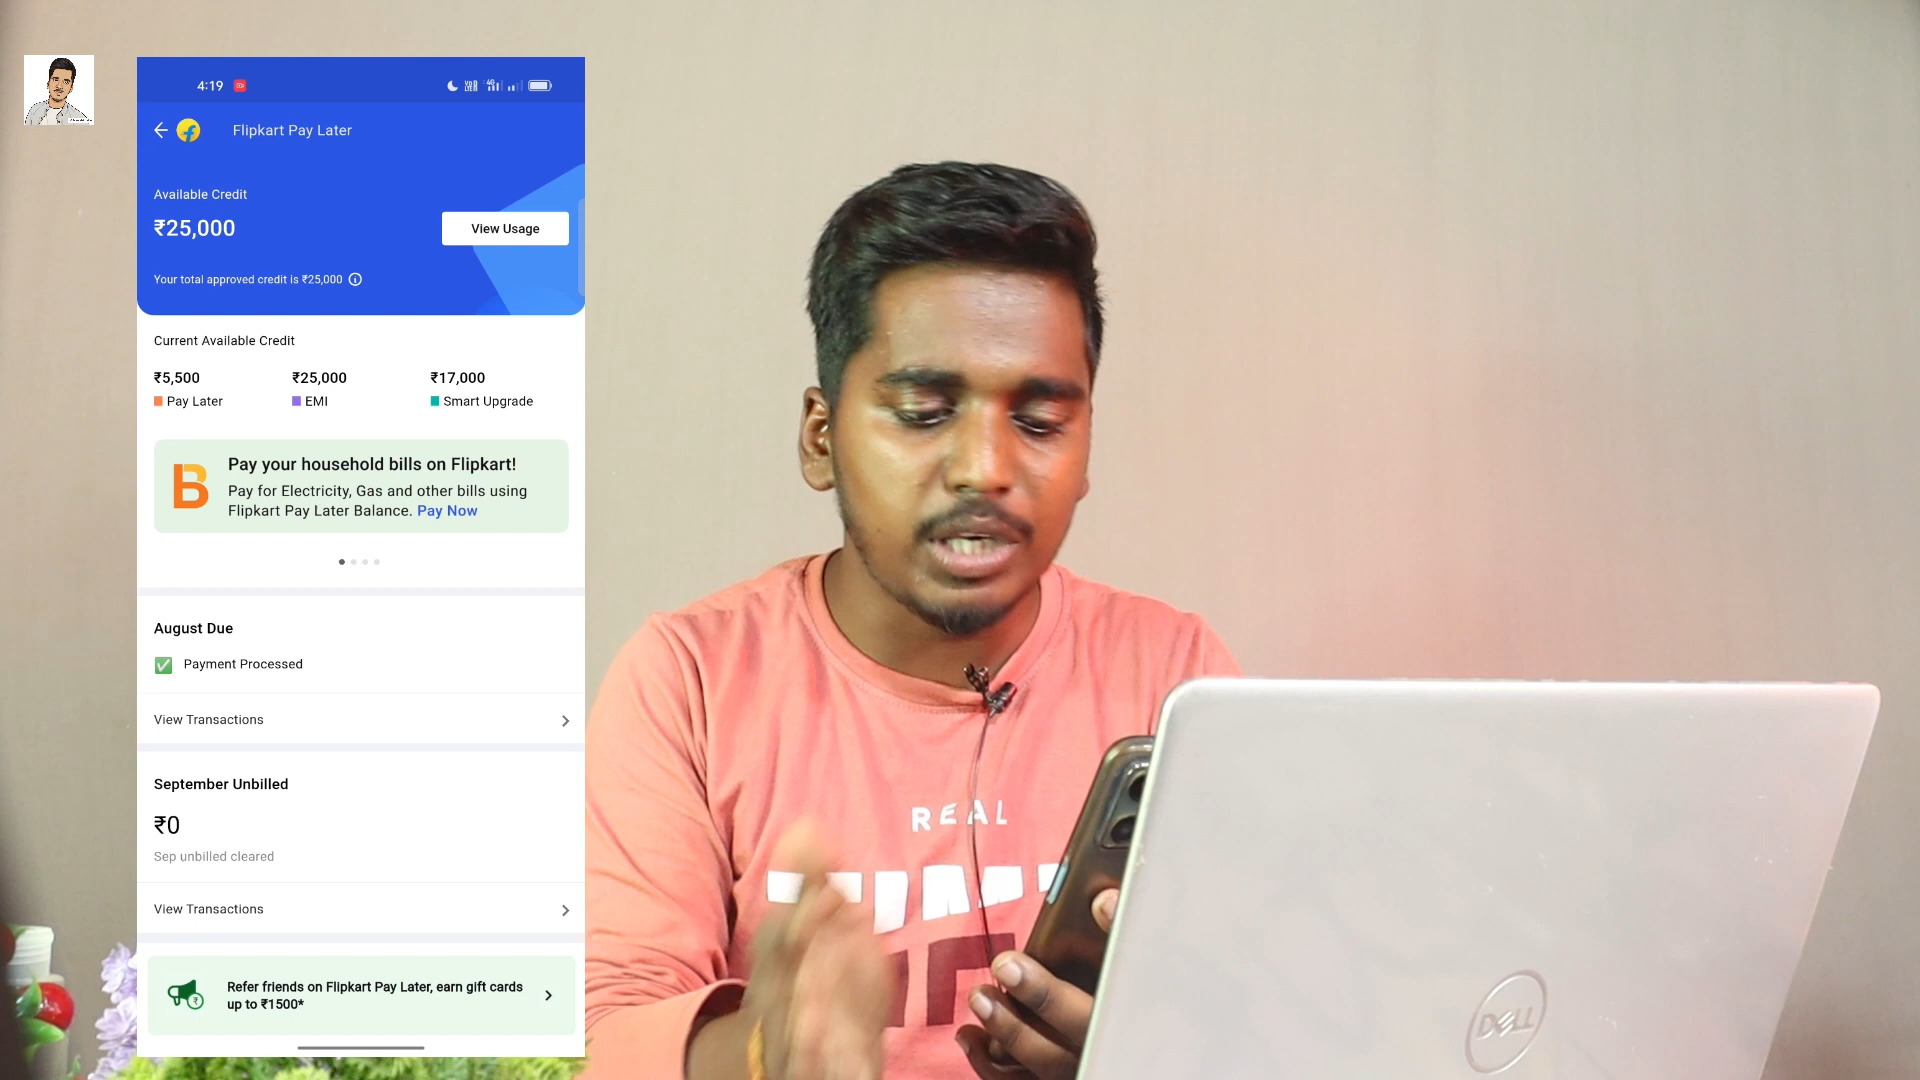 4:19
Flipkart Pay Later
Available Credit
₹25,000
View Usage
Your total approved credit is ₹25,000
Current Available Credit
₹5,500 ₹25,000 ₹17,000
Pay Later EMI Smart Upgrade
Pay your household bills on Flipkart!
Pay for Electricity, Gas and other bills using
Flipkart Pay Later Balance. Pay Now
August Due
Payment Processed
View Transactions
September Unbilled
₹0
Sep unbilled cleared
View Transactions
Refer friends on Flipkart Pay Later, earn gift cards
up to ₹1500*
REAL
DELL